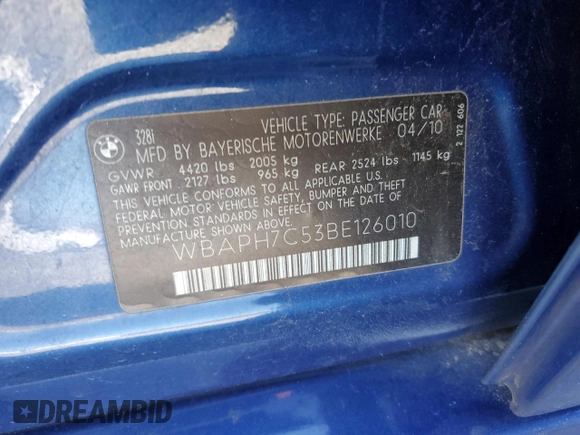 BMW
328i
VEHICLE TYPE: PASSENGER CAR
MFD BY BAYERISCHE MOTORENWERKE 04/10
GVWR 4420 lbs 2005 kg
GAWR FRONT 2127 lbs 965 kg REAR 2524 lbs 1145 kg
THIS VEHICLE CONFORMS TO ALL APPLICABLE U.S.
FEDERAL MOTOR VEHICLE SAFETY, BUMPER AND THEFT
PREVENTION STANDARDS IN EFFECT ON THE DATE OF
MANUFACTURE SHOWN ABOVE.
WBAPH7C53BE126010
2 122 606
DREAMBID